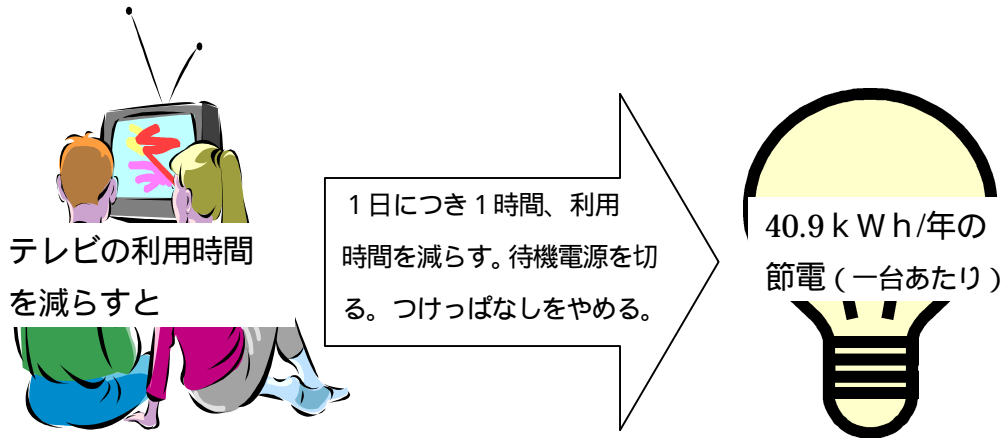 テレビの利用時間
を減らすと
１日につき１時間、利用
時間を減らす。待機電源を切
る。つけっぱなしをやめる。
40.9ｋＷｈ/年の
節電（一台あたり）